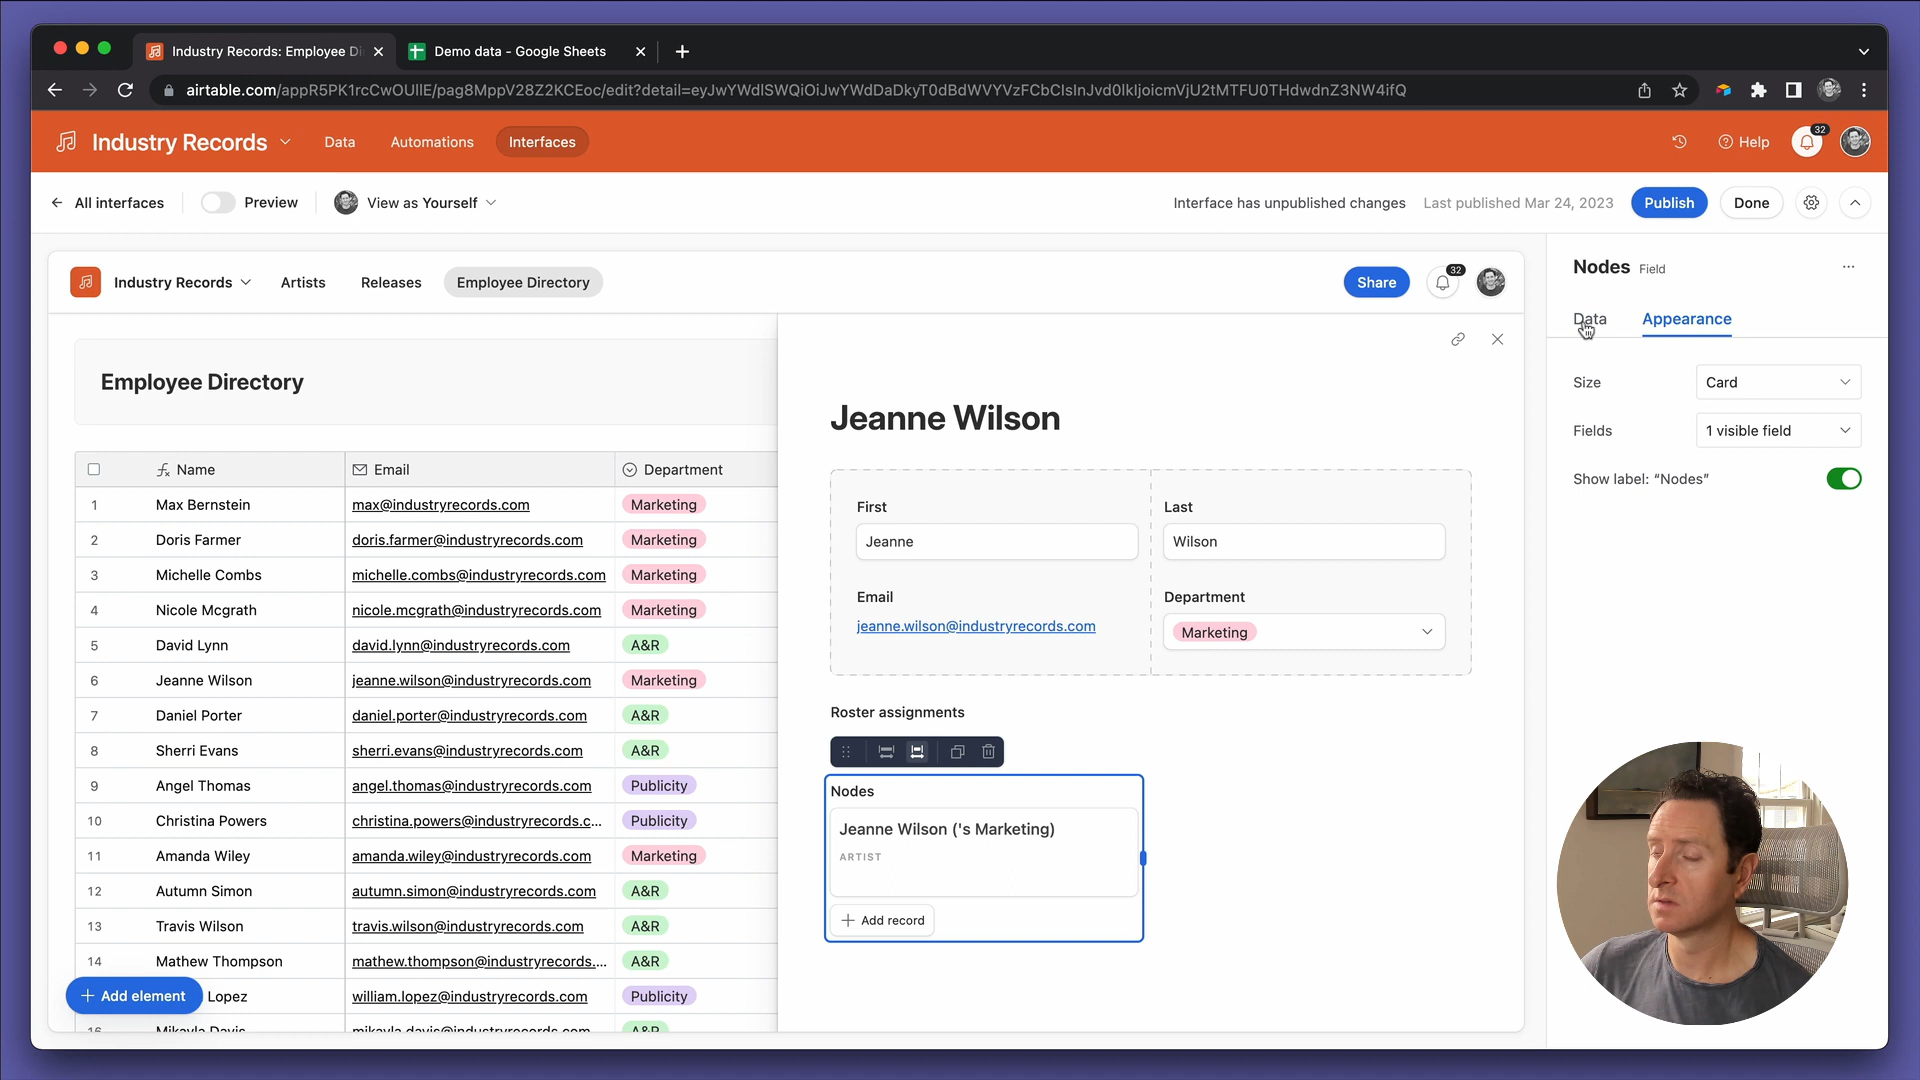 Industry Records: Employee Di
Demo data - Google Sheets
airtable.com/appR5PK1rcCwOUIlE/pag8MppV28Z2KCEoc/edit?detail=eyJwYWdlSWQiOiJwYWdDaDkyT0dBdWVYVzFCbClsInJvd0lkIjoicmVjU2tMTFU0THdwdnZ3NW4ifQ
Industry Records
Data
Automations
Interfaces
Help
32
All interfaces
Preview
View as Yourself
Interface has unpublished changes
Last published Mar 24, 2023
Publish
Done
Industry Records
Artists
Releases
Employee Directory
Share
32
Employee Directory
Name Email Department
1 Max Bernstein max@industryrecords.com Marketing
2 Doris Farmer doris.farmer@industryrecords.com Marketing
3 Michelle Combs michelle.combs@industryrecords.com Marketing
4 Nicole Mcgrath nicole.mcgrath@industryrecords.com Marketing
5 David Lynn david.lynn@industryrecords.com A&R
6 Jeanne Wilson jeanne.wilson@industryrecords.com Marketing
7 Daniel Porter daniel.porter@industryrecords.com A&R
8 Sherri Evans sherri.evans@industryrecords.com A&R
9 Angel Thomas angel.thomas@industryrecords.com Publicity
10 Christina Powers christina.powers@industryrecords.c... Publicity
11 Amanda Wiley amanda.wiley@industryrecords.com Marketing
12 Autumn Simon autumn.simon@industryrecords.com A&R
13 Travis Wilson travis.wilson@industryrecords.com A&R
14 Mathew Thompson mathew.thompson@industryrecords.... A&R
Lopez william.lopez@industryrecords.com Publicity
16 Mikayla Davis mikayla.davis@industryrecords.com A&R
Add element
Jeanne Wilson
First
Jeanne
Last
Wilson
Email
jeanne.wilson@industryrecords.com
Department
Marketing
Roster assignments
Nodes
Jeanne Wilson ('s Marketing)
ARTIST
Add record
Nodes Field
Data
Appearance
Size
Card
Fields
1 visible field
Show label: “Nodes”